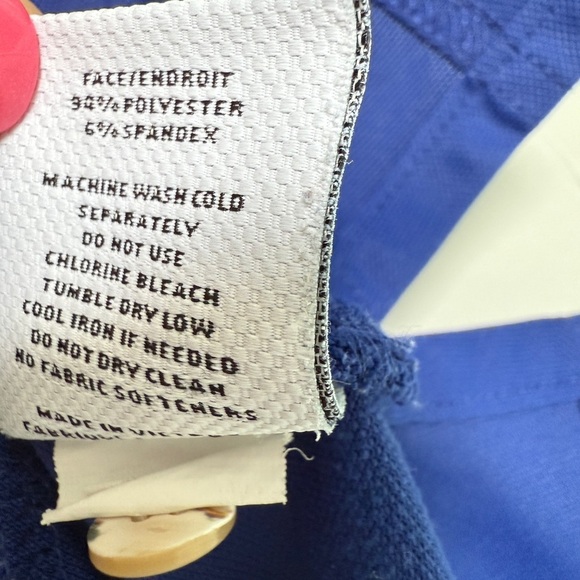 FACE/ENDROIT
94% POLYESTER
6% SPANDEX
MACHINE WASH COLD
SEPARATELY
DO NOT USE
CHLORINE BLEACH
TUMBLE DRY LOW
COOL IRON IF NEEDED
DO NOT DRY CLEAN
NO FABRIC SOFTENERS
MADE IN